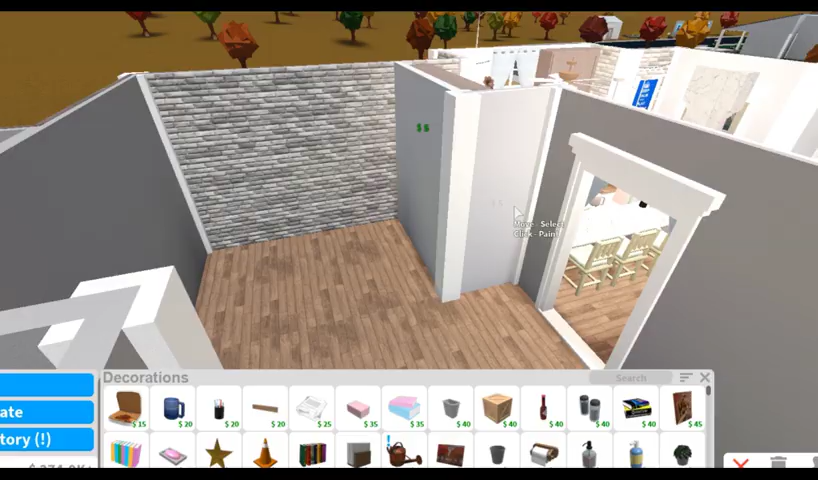 $ 5
Move- Select
Click- Paint
Decorations
Search
ate
tory (!)
$ 15
$ 20
$ 20
$ 20
$ 25
$ 35
$ 35
$ 40
$ 40
$ 40
$ 40
$ 40
$ 45